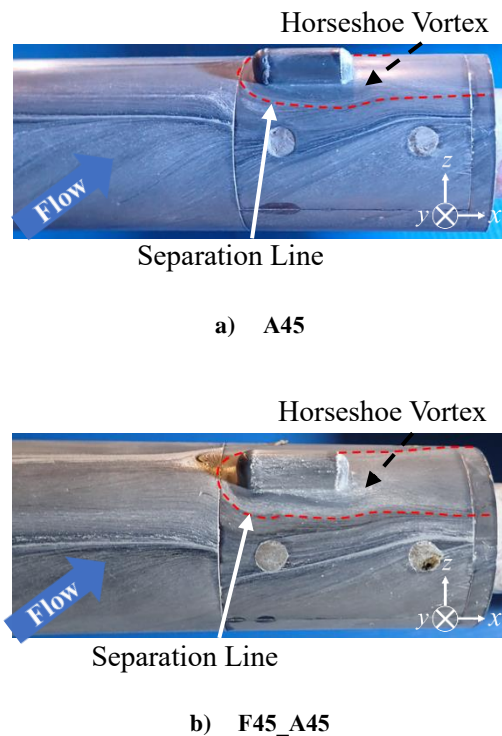 Horseshoe Vortex
Flow
z
y x
Separation Line
a) A45
Horseshoe Vortex
Flow
z
y x
Separation Line
b) F45_A45